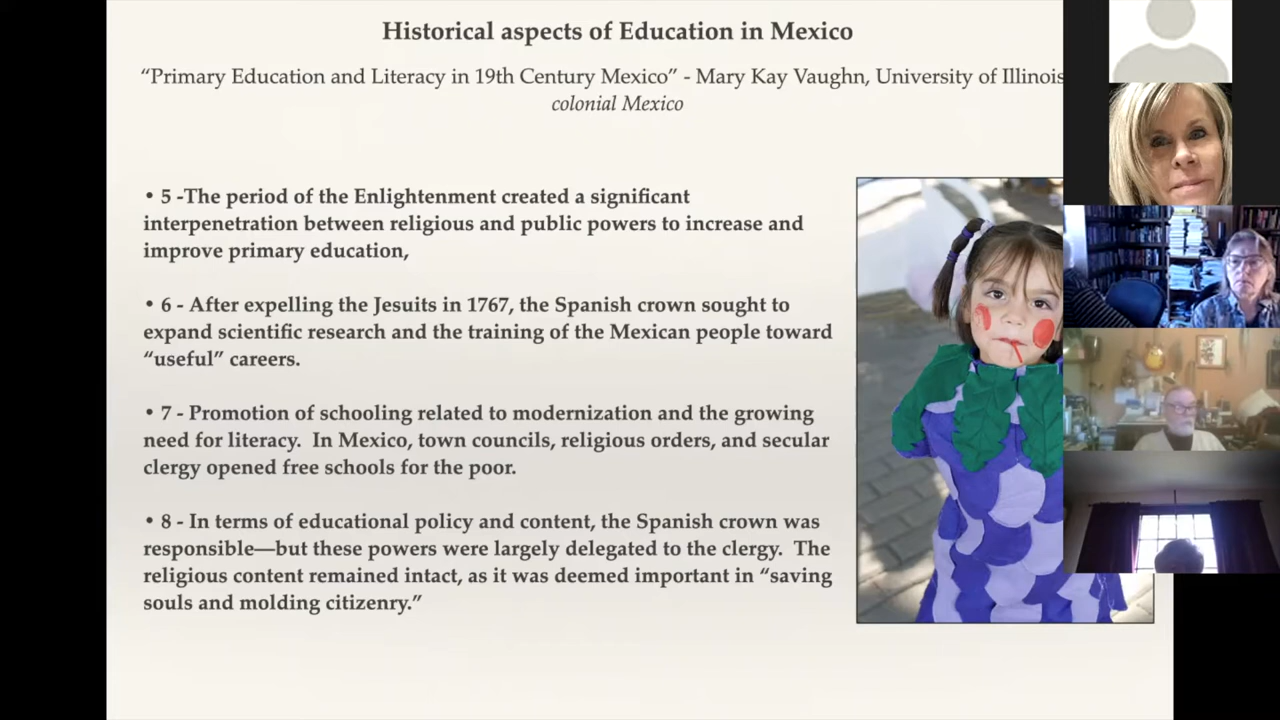 Historical aspects of Education in Mexico
“Primary Education and Literacy in 19th Century Mexico” - Mary Kay Vaughn, University of Illinois
colonial Mexico
• 5 -The period of the Enlightenment created a significant
interpenetration between religious and public powers to increase and
improve primary education,
• 6 - After expelling the Jesuits in 1767, the Spanish crown sought to
expand scientific research and the training of the Mexican people toward
“useful” careers.
• 7 - Promotion of schooling related to modernization and the growing
need for literacy.  In Mexico, town councils, religious orders, and secular
clergy opened free schools for the poor.
• 8 - In terms of educational policy and content, the Spanish crown was
responsible—but these powers were largely delegated to the clergy.  The
religious content remained intact, as it was deemed important in “saving
souls and molding citizenry.”